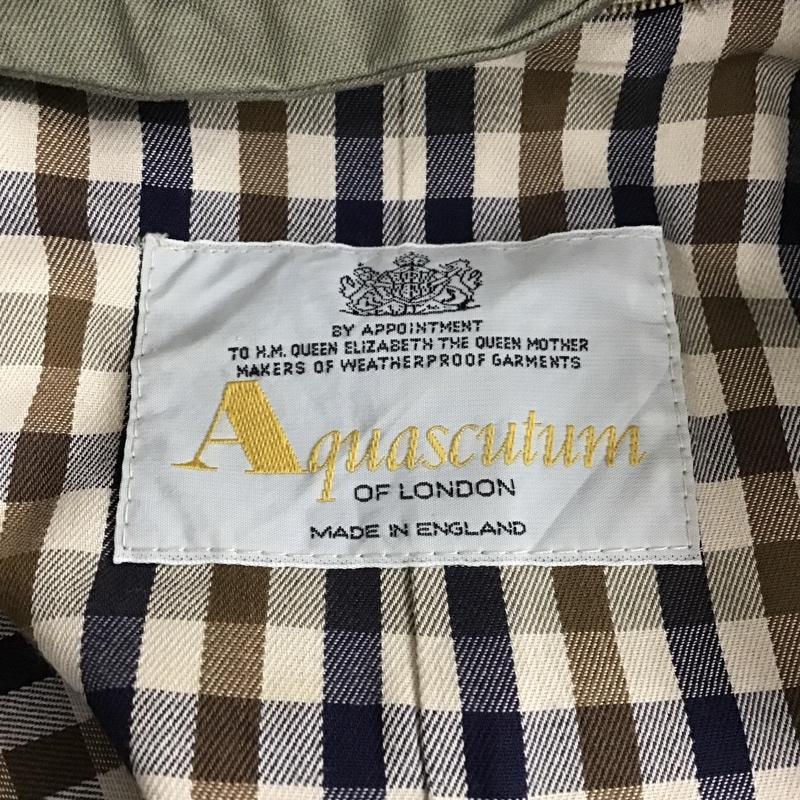 BY APPOINTMENT
TO H.M. QUEEN ELIZABETH THE QUEEN MOTHER
MAKERS OF WEATHERPROOF GARMENTS
Aquascutum
OF LONDON
MADE IN ENGLAND